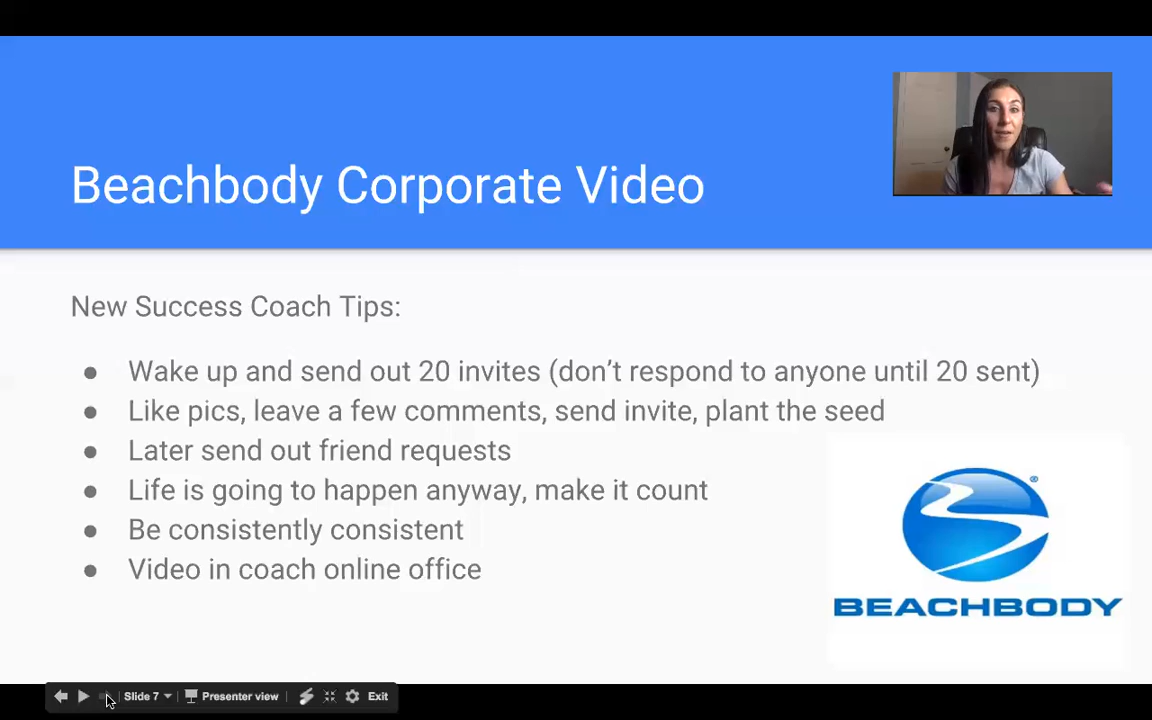 Beachbody Corporate Video
New Success Coach Tips:
● Wake up and send out 20 invites (don't respond to anyone until 20 sent)
● Like pics, leave a few comments, send invite, plant the seed
● Later send out friend requests
● Life is going to happen anyway, make it count
● Be consistently consistent
● Video in coach online office
®
BEACHBODY
Slide 7 Presenter view Exit